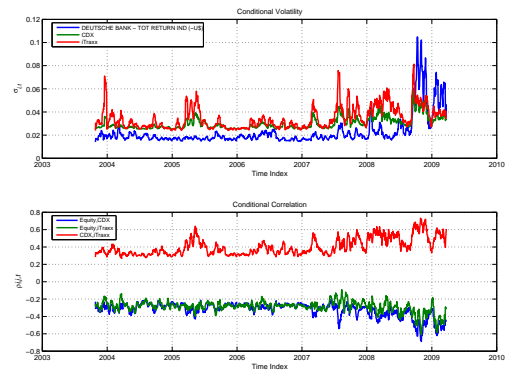 Conditional Volatility
0.12
0.1
0.08
0.06
0.04
0.02
0
σi,t
DEUTSCHE BANK − TOT RETURN IND (~U$)
CDX
iTraxx
2003 2004 2005 2006 2007 2008 2009 2010
Time Index
Conditional Correlation
0.8
0.6
0.4
0.2
0
−0.2
−0.4
−0.6
−0.8
Equity,CDX
Equity,iTraxx
CDX,iTraxx
2003 2004 2005 2006 2007 2008 2009 2010
Time Index